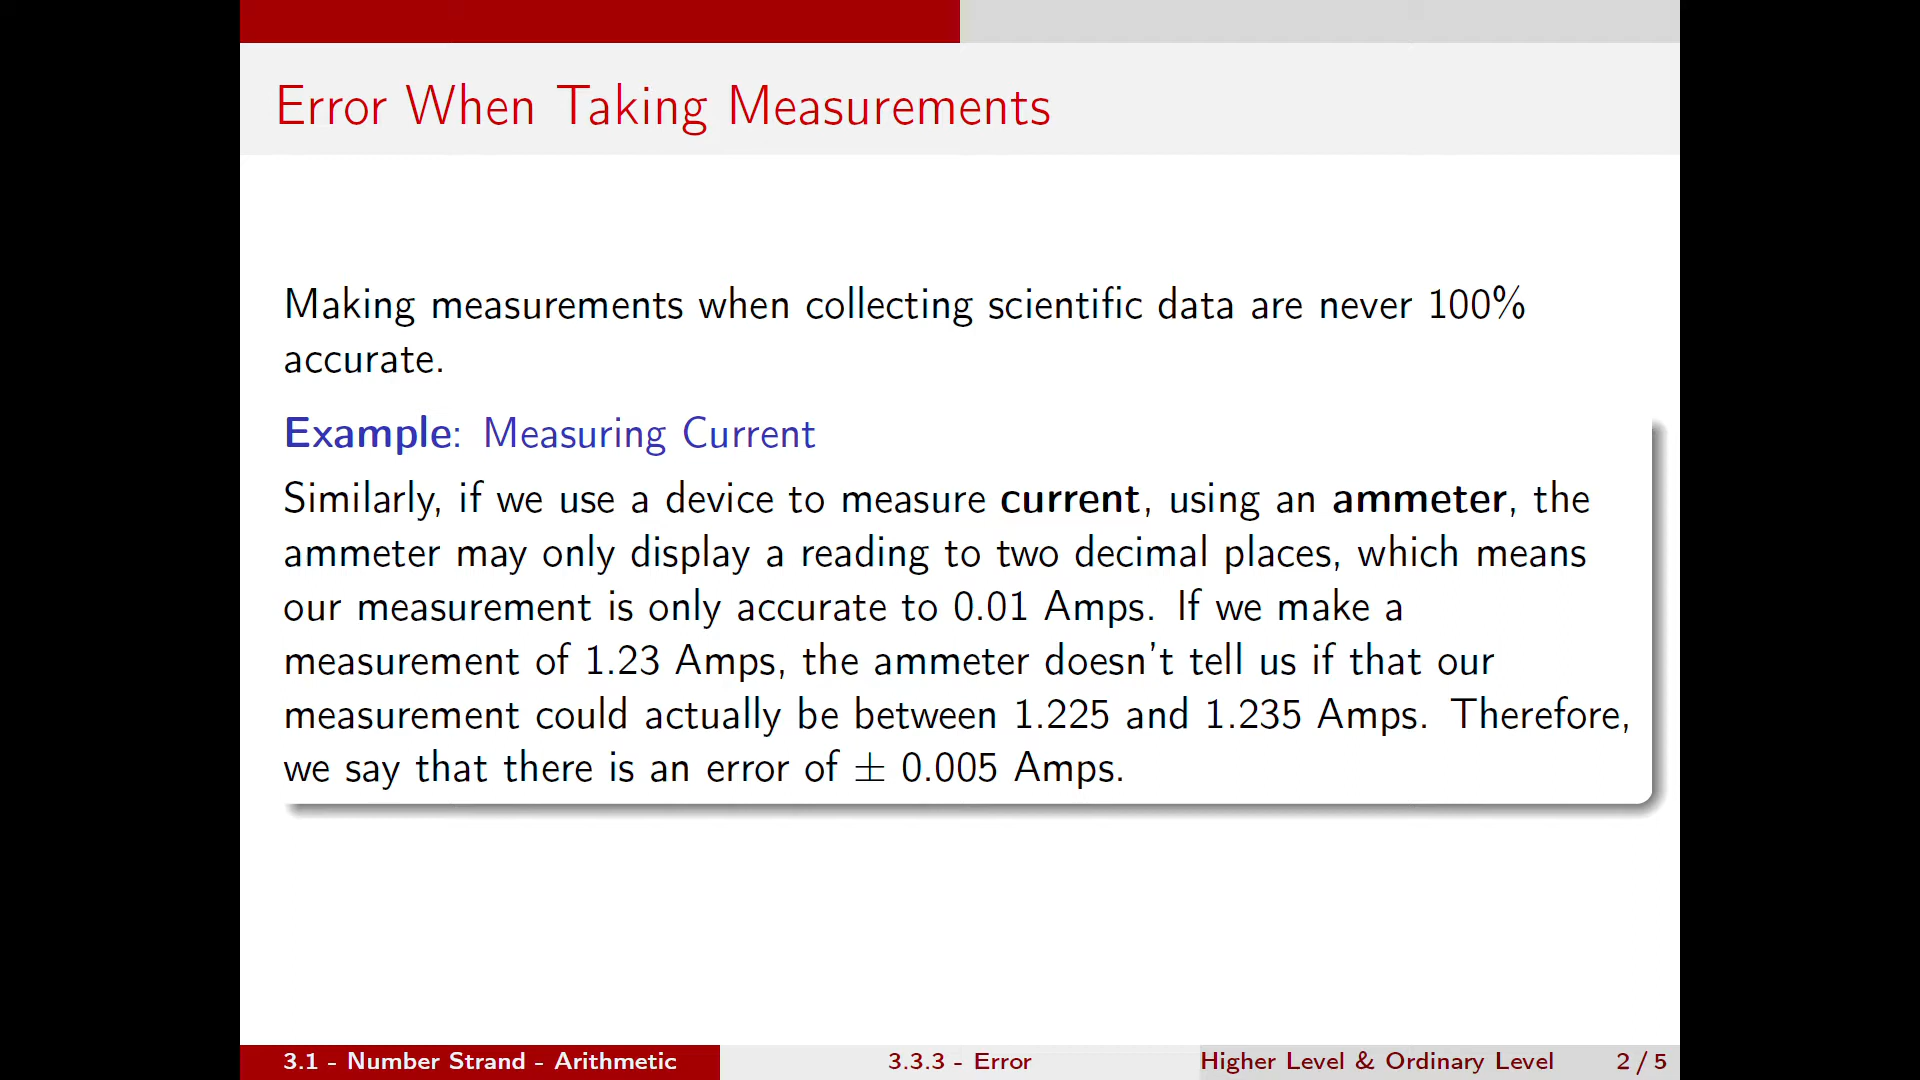 Error When Taking Measurements
Making measurements when collecting scientific data are never 100%
accurate.
Example: Measuring Current
Similarly, if we use a device to measure current, using an ammeter, the
ammeter may only display a reading to two decimal places, which means
our measurement is only accurate to 0.01 Amps. If we make a
measurement of 1.23 Amps, the ammeter doesn't tell us if that our
measurement could actually be between 1.225 and 1.235 Amps. Therefore,
we say that there is an error of ± 0.005 Amps.
3.1 - Number Strand - Arithmetic 3.3.3 - Error Higher Level & Ordinary Level 2 / 5